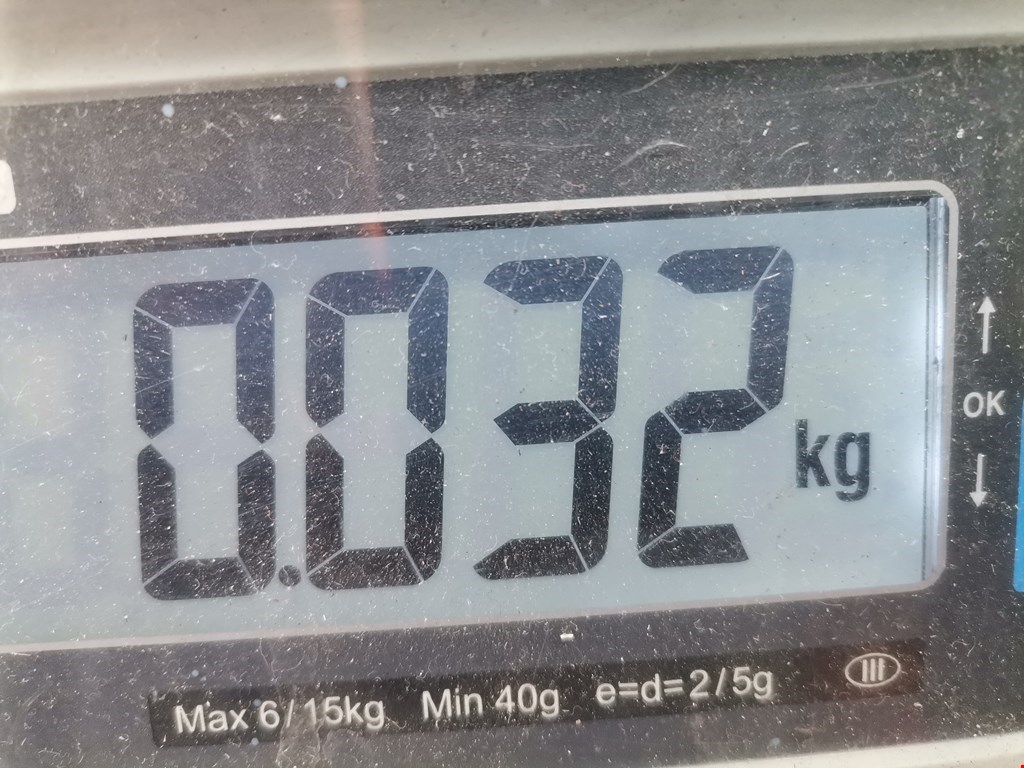 0.032 kg
↑
OK
↓
Max 6/15kg Min 40g e=d=2/5g III